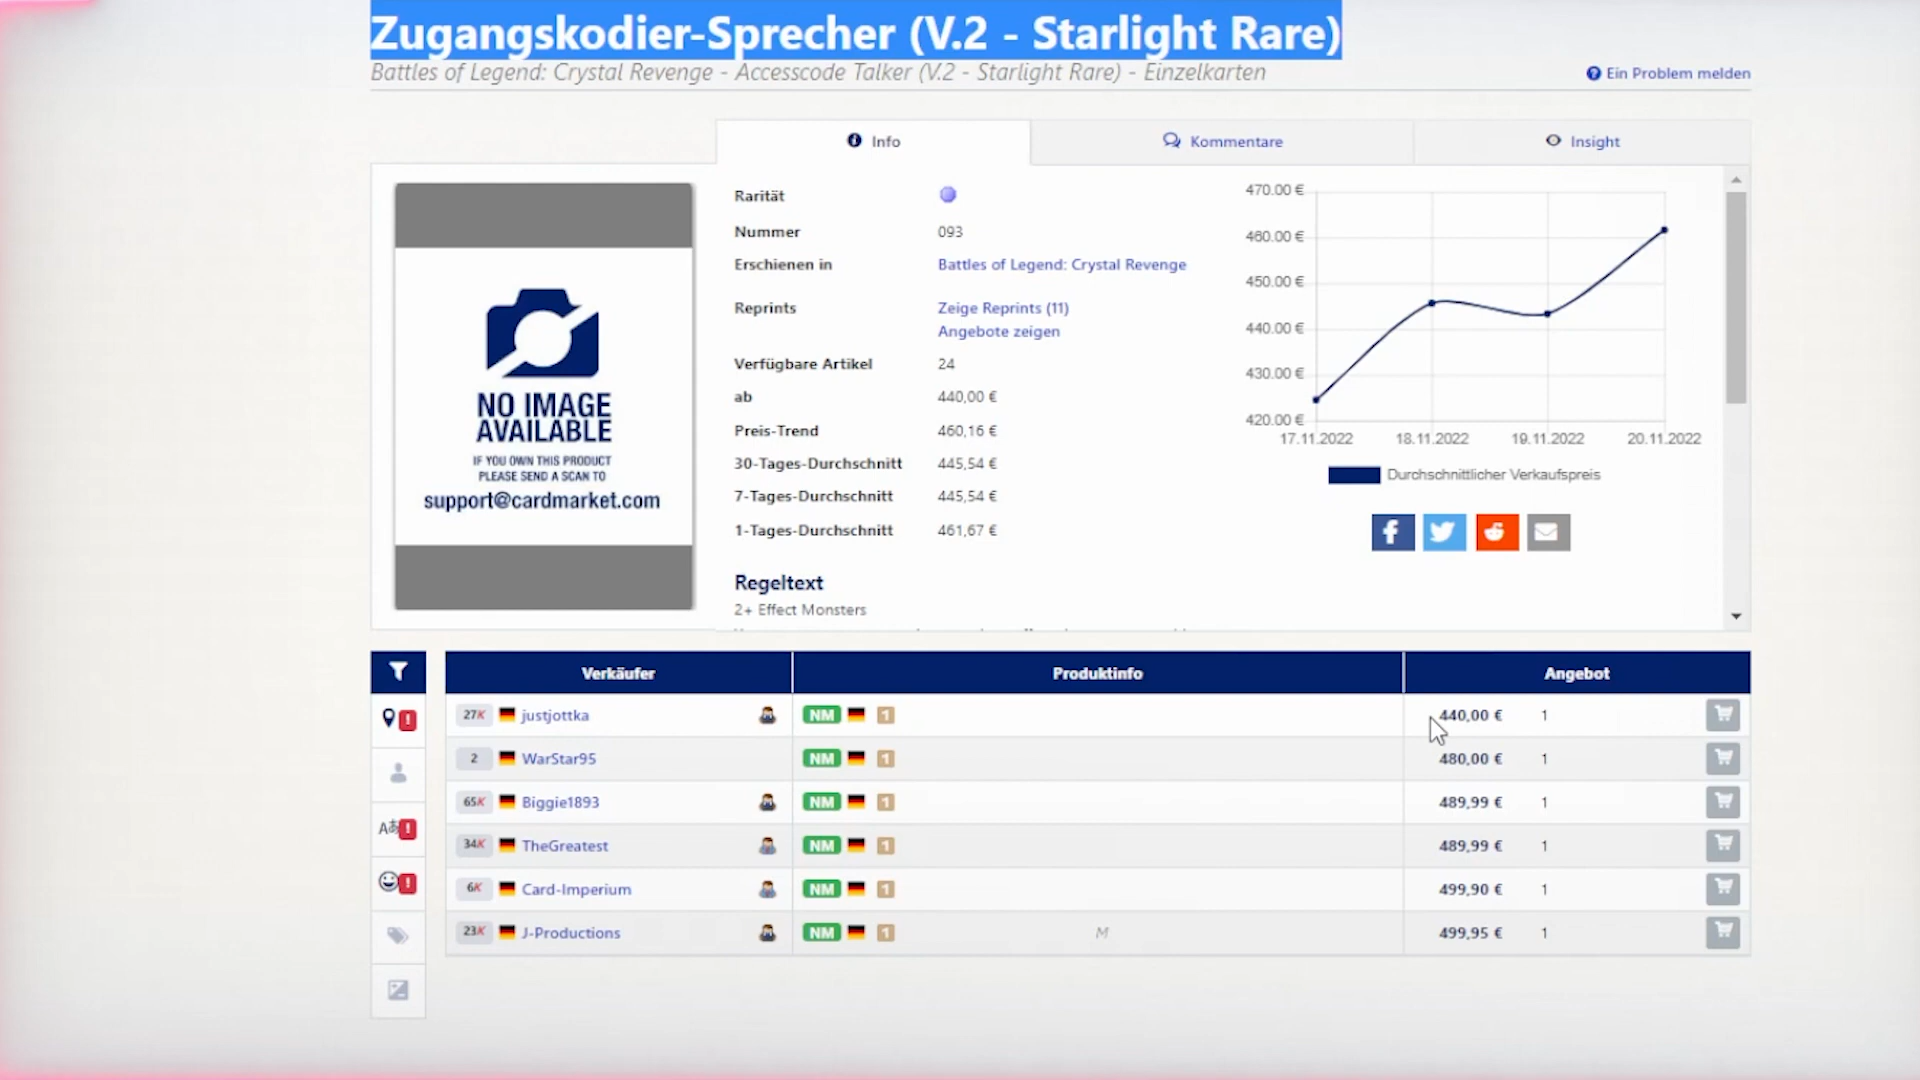 Zugangskodier-Sprecher (V.2 - Starlight Rare)
Battles of Legend: Crystal Revenge - Accesscode Talker (V.2 - Starlight Rare) - Einzelkarten
Ein Problem melden
Info
Kommentare
Insight
NO IMAGE
AVAILABLE
IF YOU OWN THIS PRODUCT
PLEASE SEND A SCAN TO
support@cardmarket.com
Rarität
Nummer 093
Erschienen in Battles of Legend: Crystal Revenge
Reprints Zeige Reprints (11)
Angebote zeigen
Verfügbare Artikel 24
ab 440,00 €
Preis-Trend 460,16 €
30-Tages-Durchschnitt 445,54 €
7-Tages-Durchschnitt 445,54 €
1-Tages-Durchschnitt 461,67 €
Regeltext
2+ Effect Monsters
470.00 €
460.00 €
450.00 €
440.00 €
430.00 €
420.00 €
17.11.2022 18.11.2022 19.11.2022 20.11.2022
Durchschnittlicher Verkaufspreis
Verkäufer Produktinfo Angebot
27K justjottka NM 1 440,00 € 1
2 WarStar95 NM 1 480,00 € 1
65K Biggie1893 NM 1 489,99 € 1
34K TheGreatest NM 1 489,99 € 1
6K Card-Imperium NM 1 499,90 € 1
23K J-Productions NM 1 M 499,95 € 1